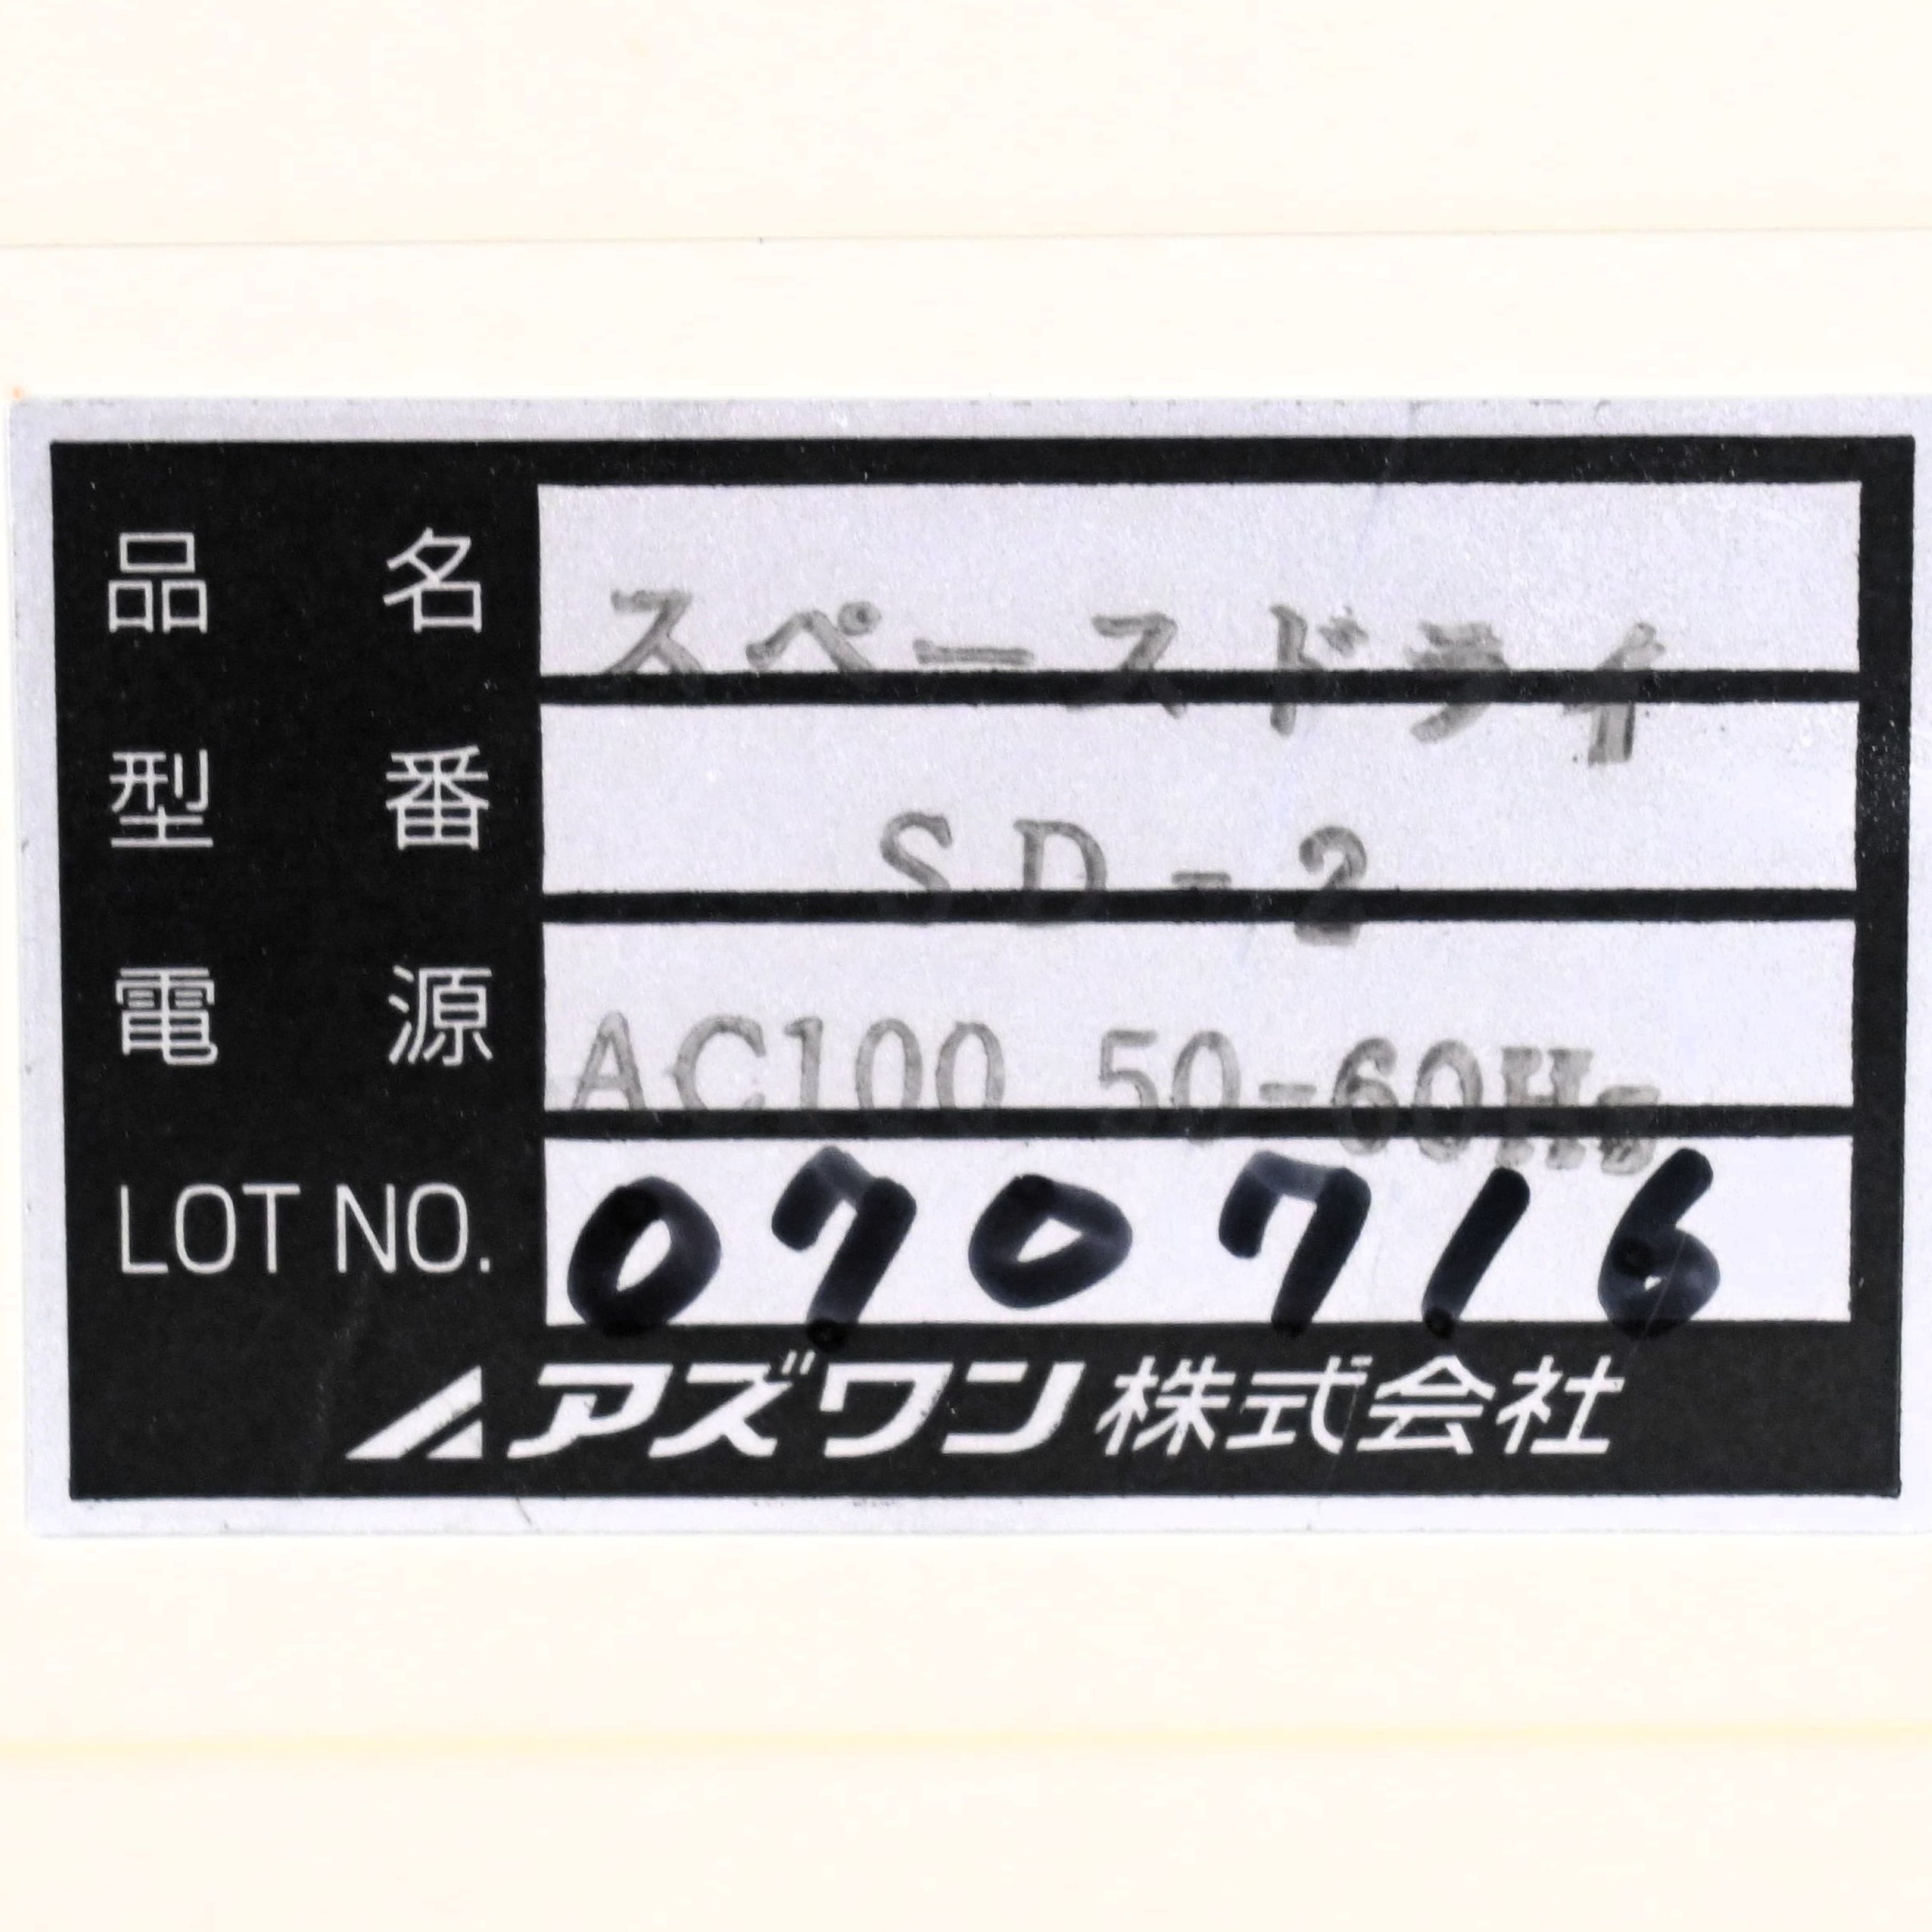 品名 スペースドライ
型番 SD-2
電源 AC100 50-60Hz
LOT NO. 070716
アズワン株式会社